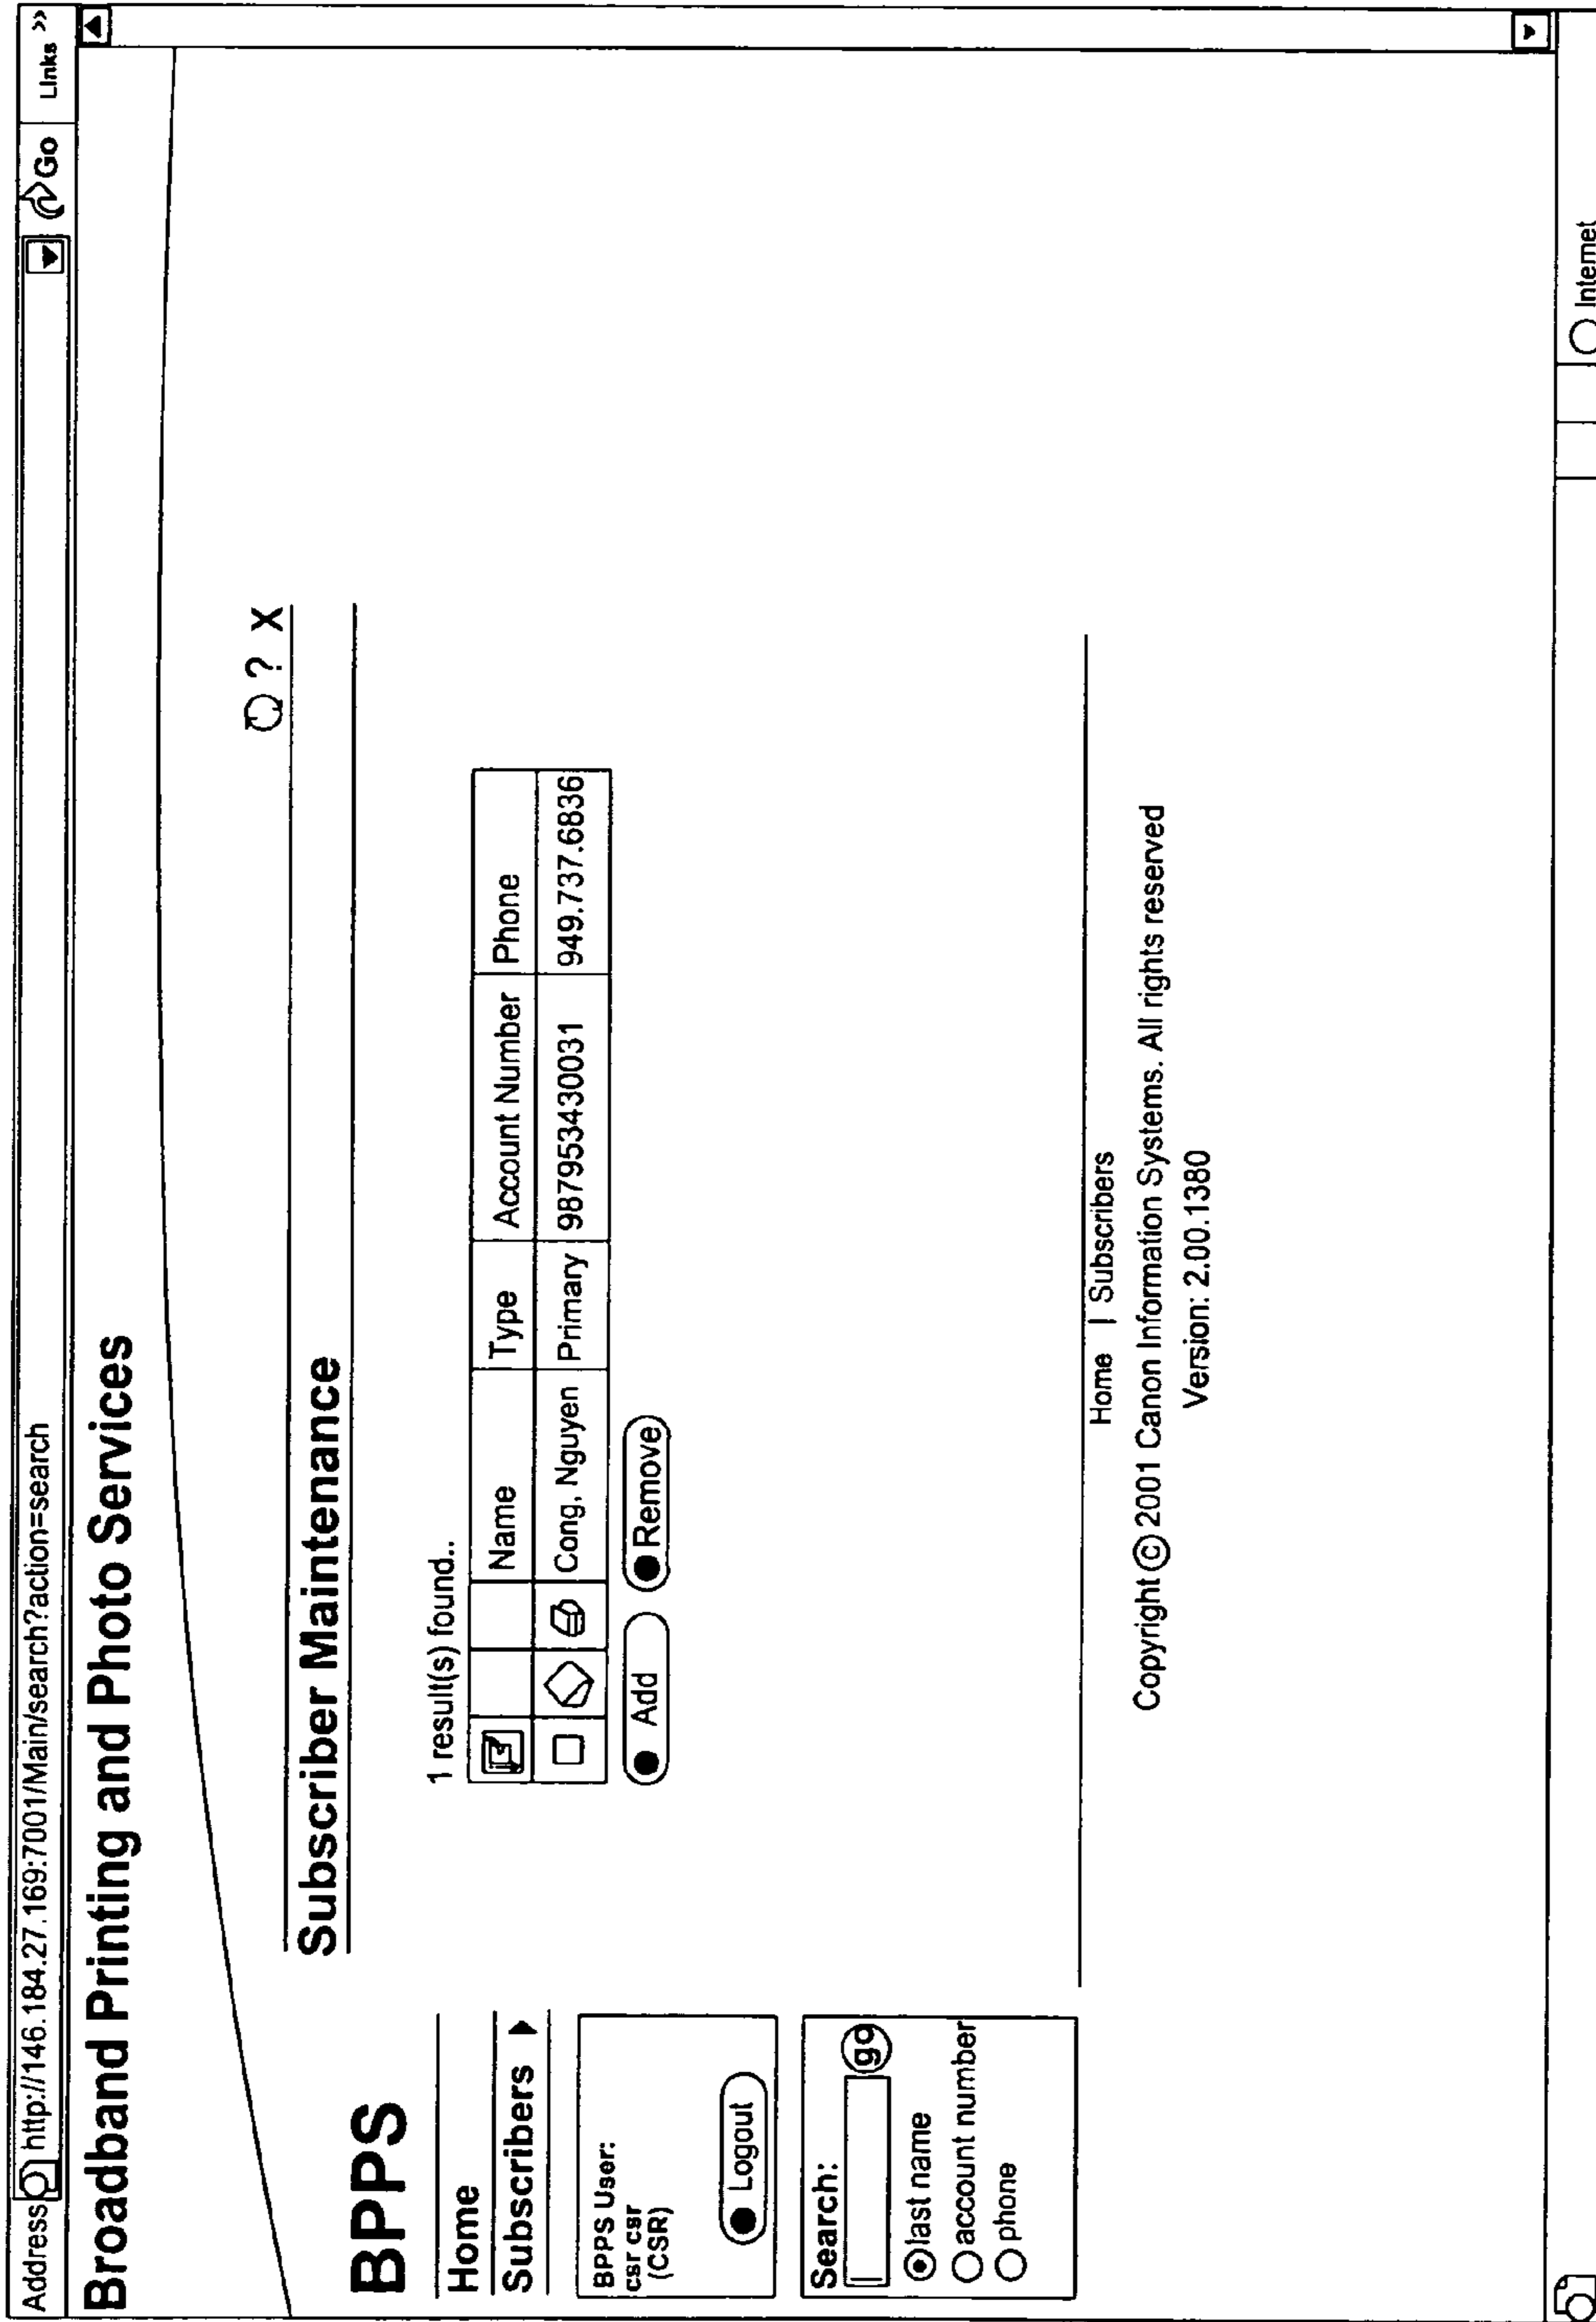 Address http://146.184.27.169:7001/Main/search?action=search Go Links »
Broadband Printing and Photo Services
BPPS
Home
Subscribers
BPPS User:
csr csr
(CSR)
Logout
Search:
go
last name
account number
phone
? X
Subscriber Maintenance
1 result(s) found..
Name Type Account Number Phone
Cong, Nguyen Primary 987953430031 949.737.6836
Add Remove
Home | Subscribers
Copyright © 2001 Canon Information Systems. All rights reserved
Version: 2.00.1380
Internet